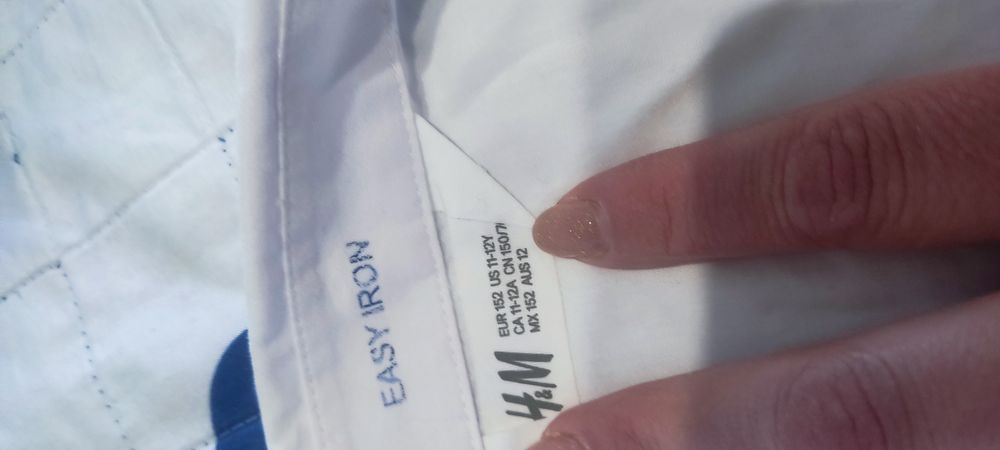 EASY IRON
H&M
EUR 152 US 11-12Y
CA 11-12A CN 150/7
MX 152 AUS 12